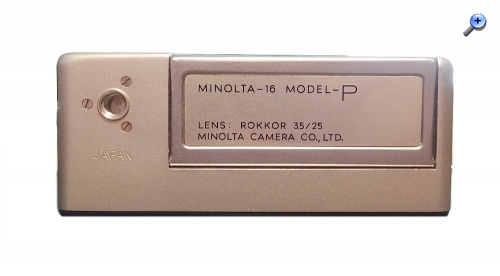 MINOLTA-16 MODEL-P
LENS: ROKKOR 35/25
MINOLTA CAMERA CO., LTD.
JAPAN